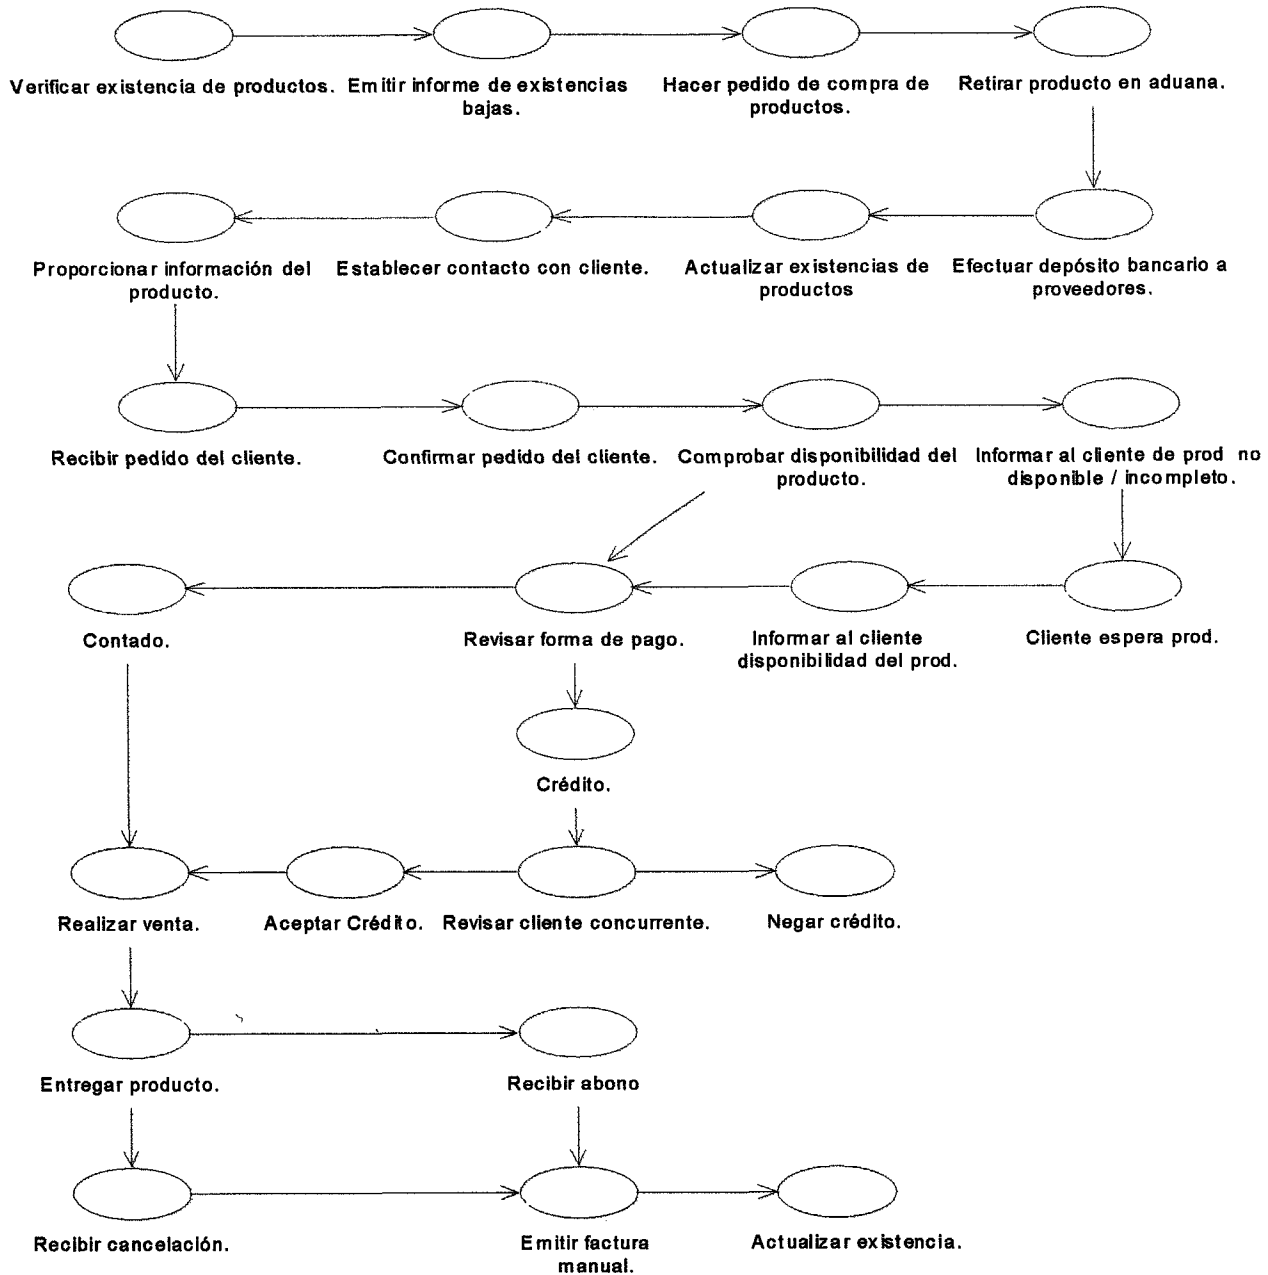 Verificar existencia de productos.
Emitir informe de existencias
bajas.
Hacer pedido de compra de
productos.
Retirar producto en aduana.
Proporcionar información del
producto.
Establecer contacto con cliente.
Actualizar existencias de
productos
Efectuar depósito bancario a
proveedores.
Recibir pedido del cliente.
Confirmar pedido del cliente.
Comprobar disponibilidad del
producto.
Informar al cliente de prod no
disponible / incompleto.
Contado.
Revisar forma de pago.
Informar al cliente
disponibilidad del prod.
Cliente espera prod.
Crédito.
Realizar venta.
Aceptar Crédito.
Revisar cliente concurrente.
Negar crédito.
Entregar producto.
Recibir abono
Recibir cancelación.
Emitir factura
manual.
Actualizar existencia.